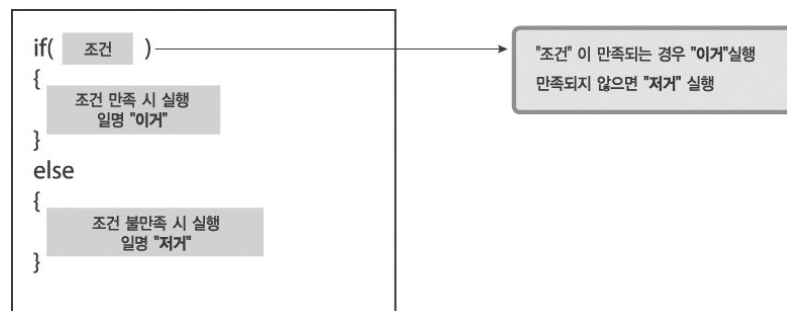 if( 조건 )
{
조건 만족 시 실행
일명 "이거"
}
else
{
조건 불만족 시 실행
일명 "저거"
}
"조건" 이 만족되는 경우 "이거"실행
만족되지 않으면 "저거" 실행